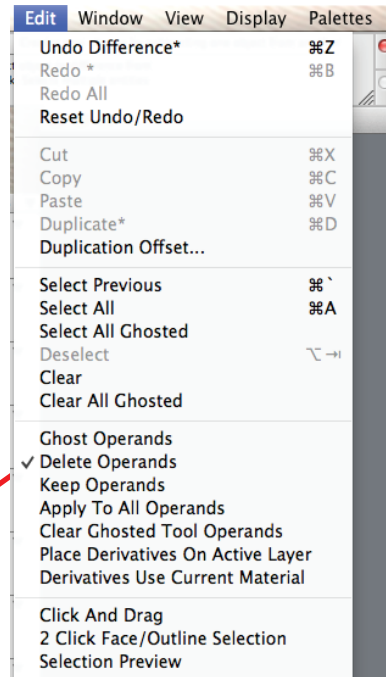 Edit Window View Display Palettes
Undo Difference* ⌘Z
Redo * ⌘B
Redo All
Reset Undo/Redo
Cut ⌘X
Copy ⌘C
Paste ⌘V
Duplicate* ⌘D
Duplication Offset...
Select Previous ⌘`
Select All ⌘A
Select All Ghosted
Deselect ⌥⇥
Clear
Clear All Ghosted
Ghost Operands
✓ Delete Operands
Keep Operands
Apply To All Operands
Clear Ghosted Tool Operands
Place Derivatives On Active Layer
Derivatives Use Current Material
Click And Drag
2 Click Face/Outline Selection
Selection Preview